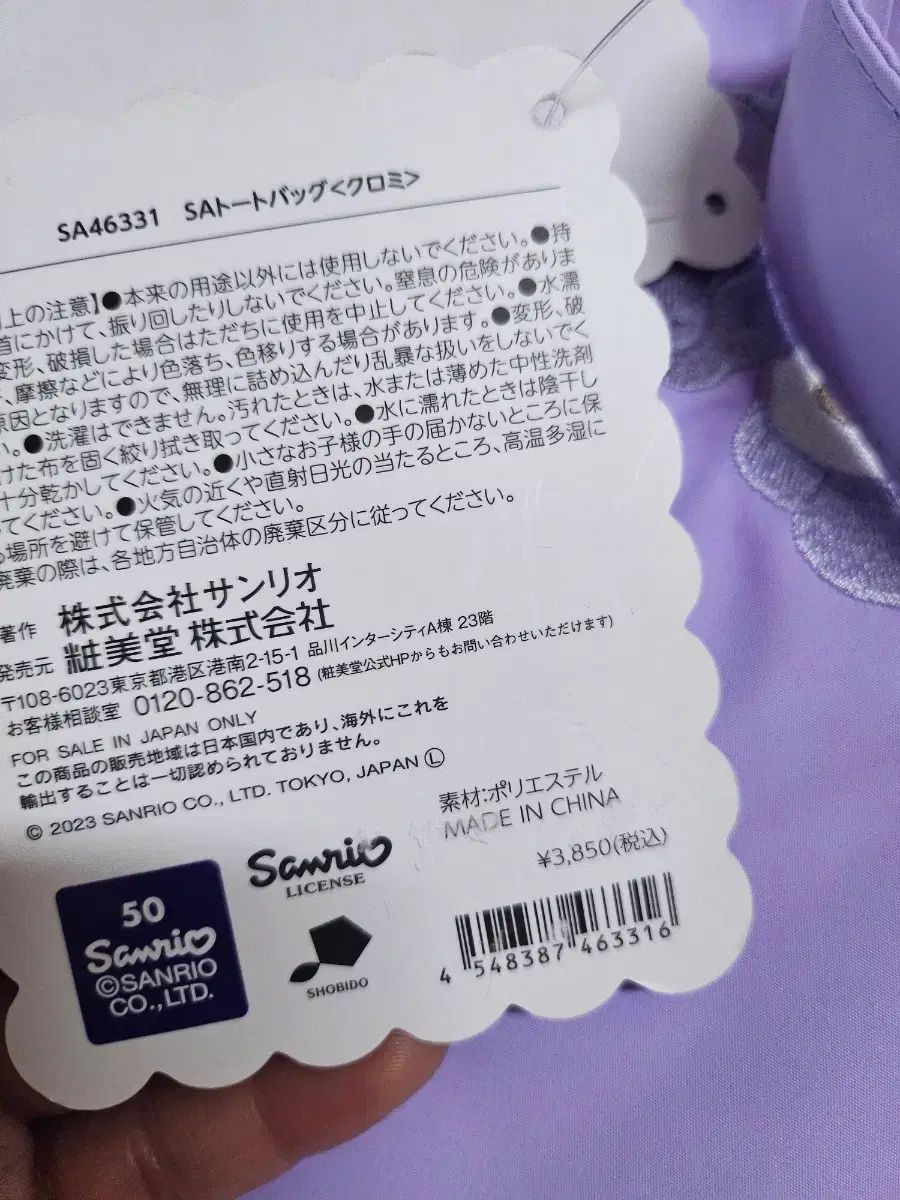 SA46331 SAトートバッグ<クロミ>
上の注意】●本来の用途以外には使用しないでください。●持
首にかけて、振り回したりしないでください。窒息の危険がありま
変形、破損した場合はただちに使用を中止してください。●水濡
、摩擦などにより色落ち、色移りする場合があります。●変形、破
原因となりますので、無理に詰め込んだり乱暴な扱いをしないでく
い。●洗濯はできません。汚れたときは、水または薄めた中性洗剤
けた布を固く絞り拭き取ってください。●水に濡れたときは陰干し
十分乾かしてください。●小さなお子様の手の届かないところに保
てください。●火気の近くや直射日光の当たるところ、高温多湿に
る場所を避けて保管してください。
廃棄の際は、各地方自治体の廃棄区分に従ってください。
著作 株式会社サンリオ
発売元 粧美堂 株式会社
〒108-6023東京都港区港南2-15-1 品川インターシティA棟 23階
お客様相談室 0120-862-518 (粧美堂公式HPからもお問い合わせいただけます)
FOR SALE IN JAPAN ONLY
この商品の販売地域は日本国内であり、海外にこれを
輸出することは一切認められておりません。
© 2023 SANRIO CO., LTD. TOKYO, JAPAN Ⓛ
素材:ポリエステル
MADE IN CHINA
¥3,850(税込)
50
Sanrio
©SANRIO
CO.,LTD.
Sanrio
LICENSE
SHOBIDO
4 548387 463316